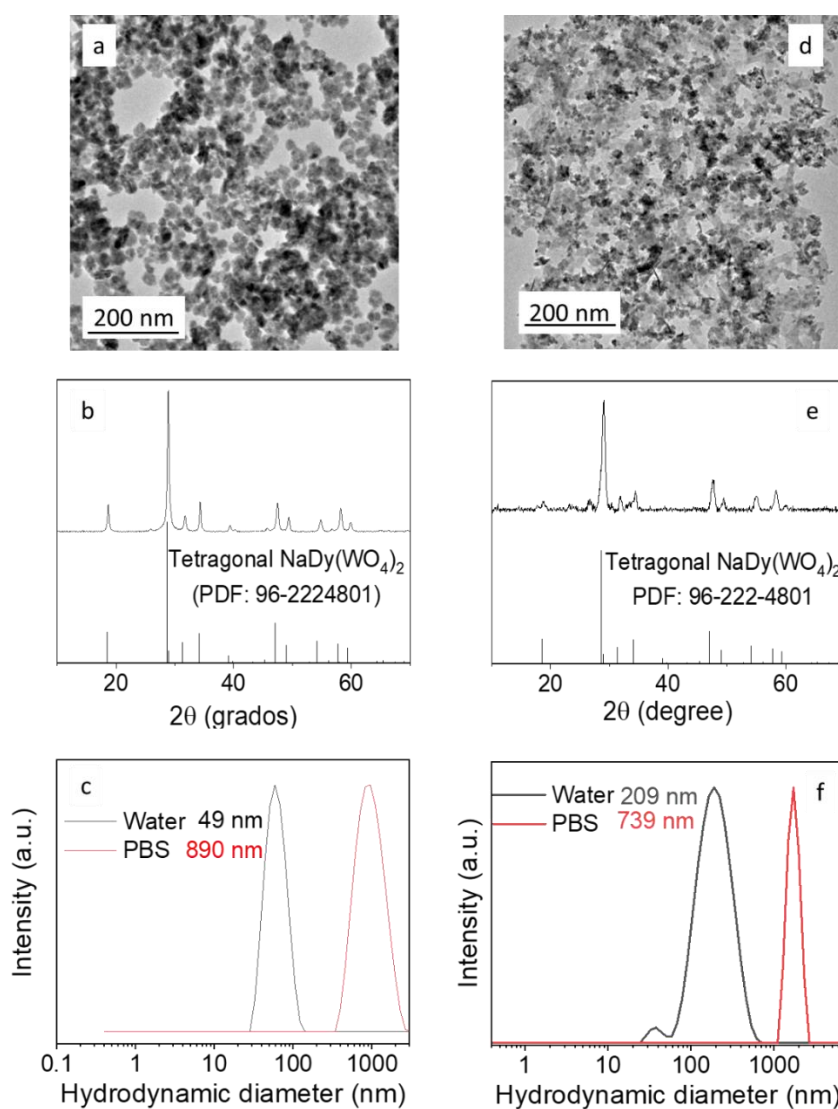 a
200 nm
d
200 nm
b
Tetragonal NaDy(WO₄)₂
(PDF: 96-2224801)
20 40 60
2θ (grados)
e
Tetragonal NaDy(WO₄)₂
PDF: 96-222-4801
20 40 60
2θ (degree)
c
Water 49 nm
PBS 890 nm
Intensity (a.u.)
0.1 1 10 100 1000
Hydrodynamic diameter (nm)
f
Water 209 nm
PBS 739 nm
Intensity (a.u.)
1 10 100 1000
Hydrodynamic diameter (nm)